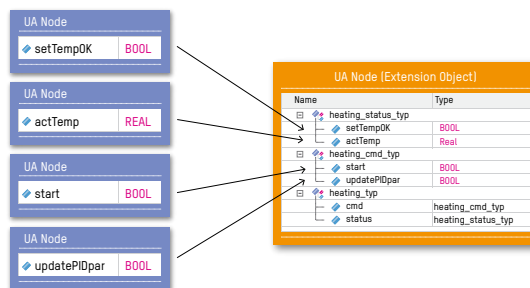 UA Node
setTempOK BOOL
UA Node
actTemp REAL
UA Node
start BOOL
UA Node
updatePIDpar BOOL
UA Node (Extension Object)
Name Type
heating_status_typ
setTempOK BOOL
actTemp Real
heating_cmd_typ
start BOOL
updatePIDpar BOOL
heating_typ
cmd heating_cmd_typ
status heating_status_typ